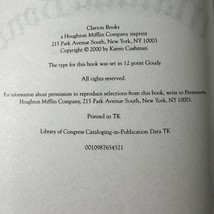 Clarion Books
a Houghton Mifflin Company imprint
215 Park Avenue South, New York, NY 10003
Copyright © 2000 by Karen Cushman
The type for this book was set in 12 point Goudy.
All rights reserved.
For information about permission to reproduce selections from this book, write to Permissions,
Houghton Mifflin Company, 215 Park Avenue South, New York, NY 10003.
Printed in TK
Library of Congress Cataloging-in-Publication Data TK
0010987654321